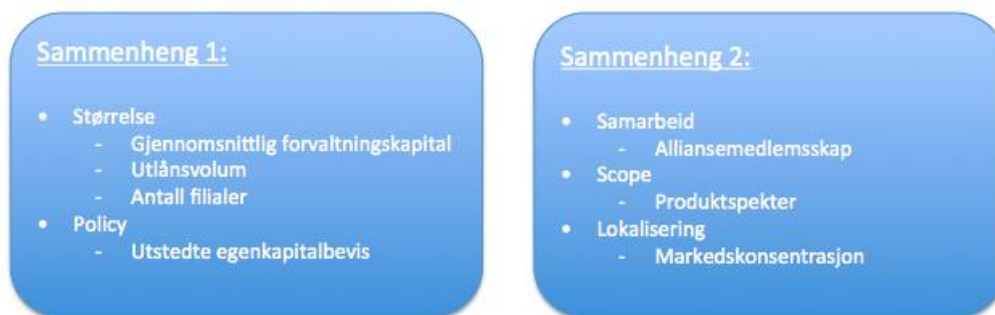 Sammenheng 1:
• Størrelse
- Gjennomsnittlig forvaltningskapital
- Utlånsvolum
- Antall filialer
• Policy
- Utstedte egenkapitalbevis
Sammenheng 2:
• Samarbeid
- Alliansemedlemsskap
• Scope
- Produktspekter
• Lokalisering
- Markedskonsentrasjon